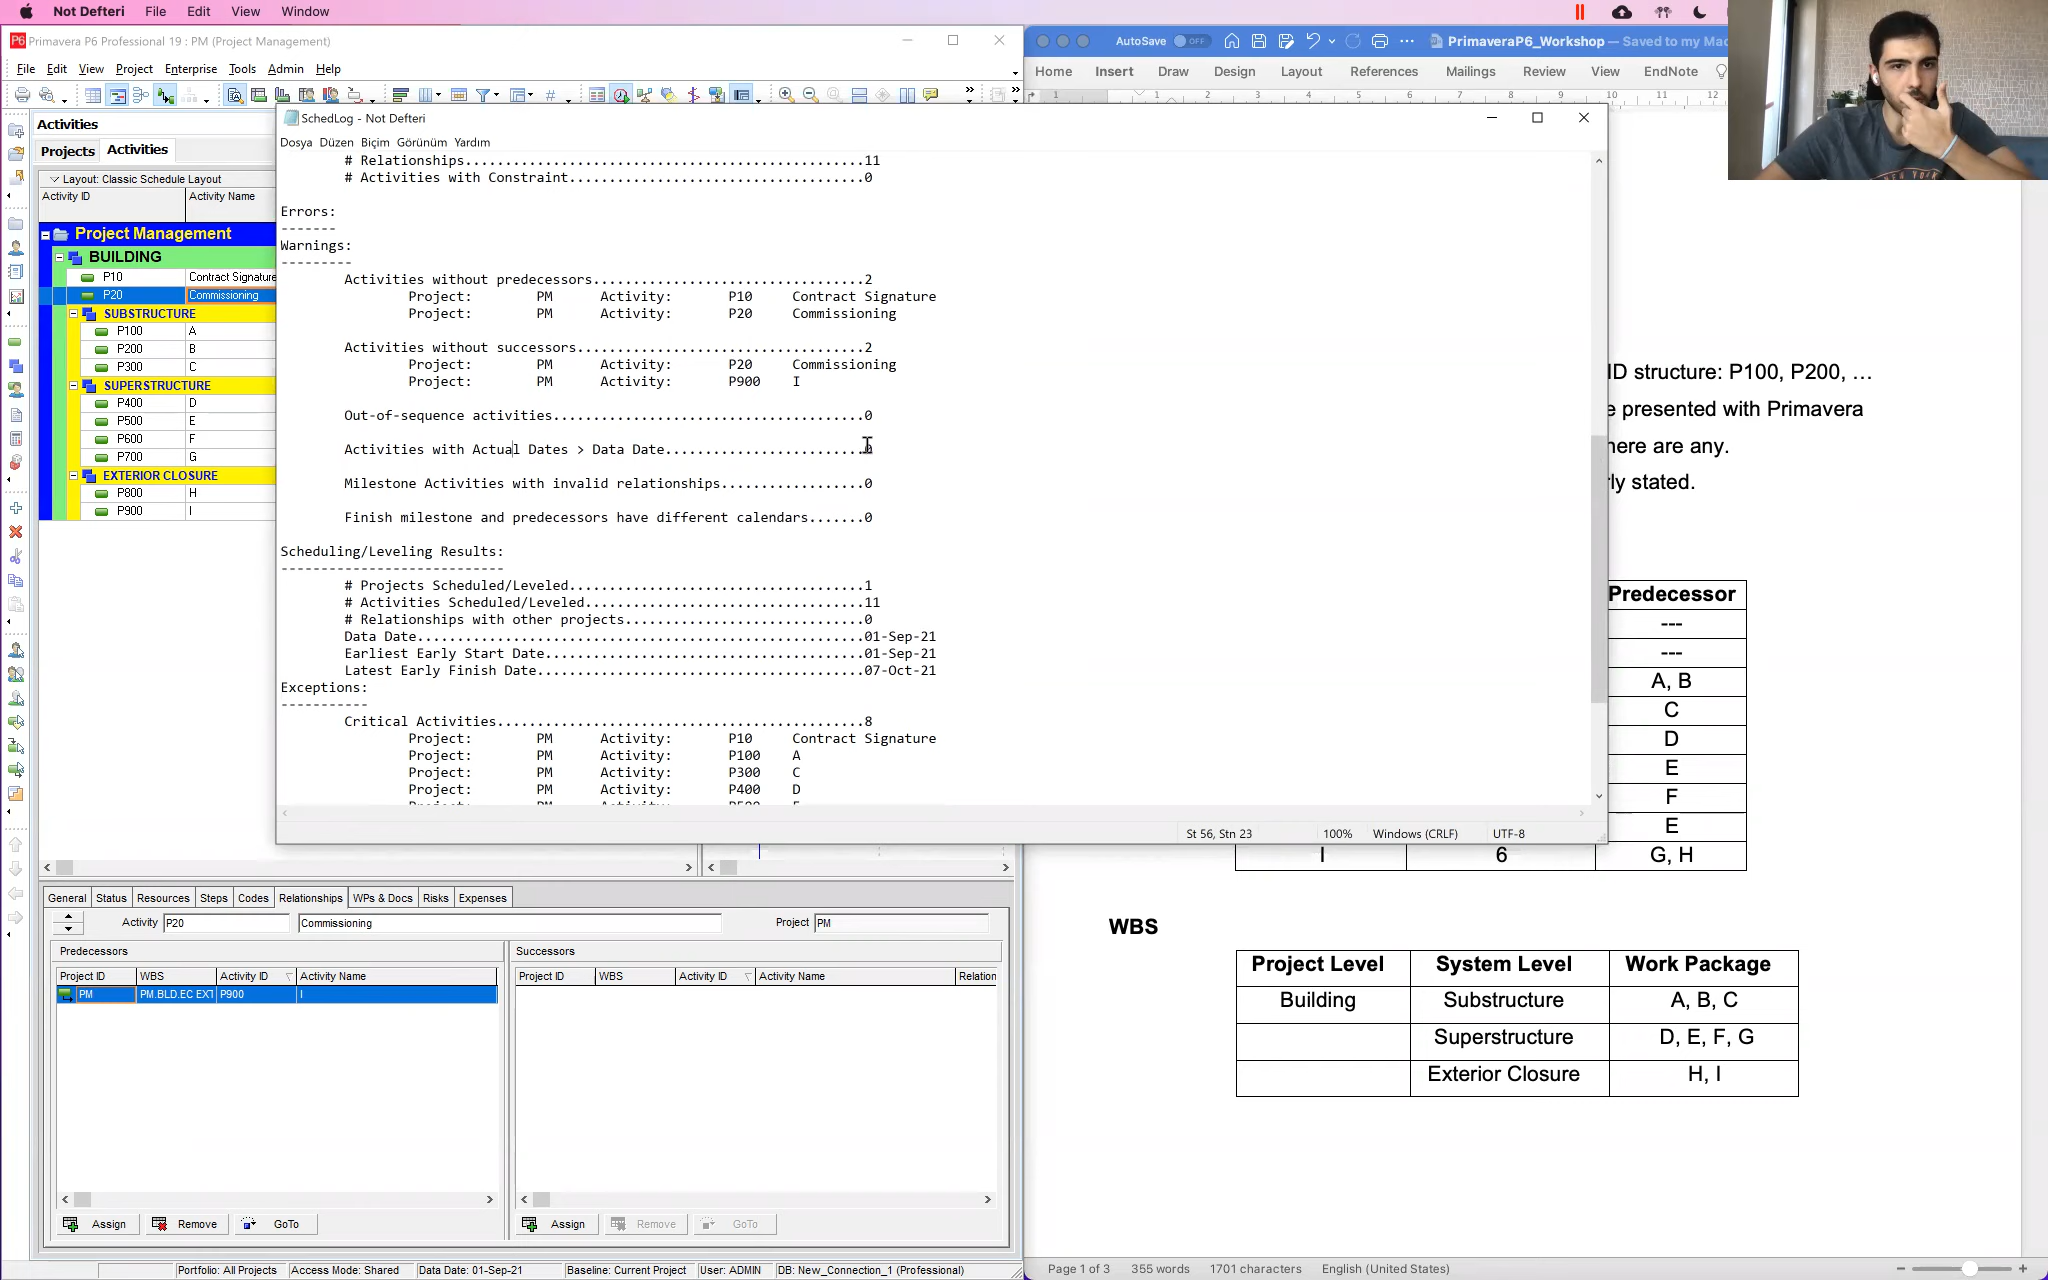 Not Defteri File Edit View Window
Primavera P6 Professional 19 : PM (Project Management)
File Edit View Project Enterprise Tools Admin Help
Activities
Projects Activities
Layout: Classic Schedule Layout
Activity ID Activity Name
Project Management
BUILDING
P10 Contract Signature
P20 Commissioning
SUBSTRUCTURE
P100 A
P200 B
P300 C
SUPERSTRUCTURE
P400 D
P500 E
P600 F
P700 G
EXTERIOR CLOSURE
P800 H
P900 I
SchedLog - Not Defteri
Dosya Düzen Biçim Görünüm Yardım
# Relationships..................................................11
# Activities with Constraint.....................................0
Errors:
-------
Warnings:
---------
Activities without predecessors..................................2
Project: PM Activity: P10 Contract Signature
Project: PM Activity: P20 Commissioning
Activities without successors....................................2
Project: PM Activity: P20 Commissioning
Project: PM Activity: P900 I
Out-of-sequence activities.......................................0
Activities with Actual Dates > Data Date.........................0
Milestone Activities with invalid relationships..................0
Finish milestone and predecessors have different calendars.......0
Scheduling/Leveling Results:
----------------------------
# Projects Scheduled/Leveled.....................................1
# Activities Scheduled/Leveled...................................11
# Relationships with other projects..............................0
Data Date........................................................01-Sep-21
Earliest Early Start Date........................................01-Sep-21
Latest Early Finish Date.........................................07-Oct-21
Exceptions:
-----------
Critical Activities..............................................8
Project: PM Activity: P10 Contract Signature
Project: PM Activity: P100 A
Project: PM Activity: P300 C
Project: PM Activity: P400 D
St 56, Stn 23 100% Windows (CRLF) UTF-8
General Status Resources Steps Codes Relationships WPs & Docs Risks Expenses
Activity P20 Commissioning Project PM
Predecessors
Project ID WBS Activity ID Activity Name
PM PM.BLD.EC EXT P900 I
Assign Remove GoTo
Successors
Project ID WBS Activity ID Activity Name Relation
Assign Remove GoTo
Portfolio: All Projects Access Mode: Shared Data Date: 01-Sep-21 Baseline: Current Project User: ADMIN DB: New_Connection_1 (Professional)
AutoSave OFF PrimaveraP6_Workshop — Saved to my Mac
Home Insert Draw Design Layout References Mailings Review View EndNote
1 1 2 3 4 5 6 7 8 9 10 11 12
ID structure: P100, P200, …
e presented with Primavera
here are any.
rly stated.
Predecessor
---
---
A, B
C
D
E
F
E
I 6 G, H
WBS
Project Level System Level Work Package
Building Substructure A, B, C
Superstructure D, E, F, G
Exterior Closure H, I
Page 1 of 3 355 words 1701 characters English (United States)